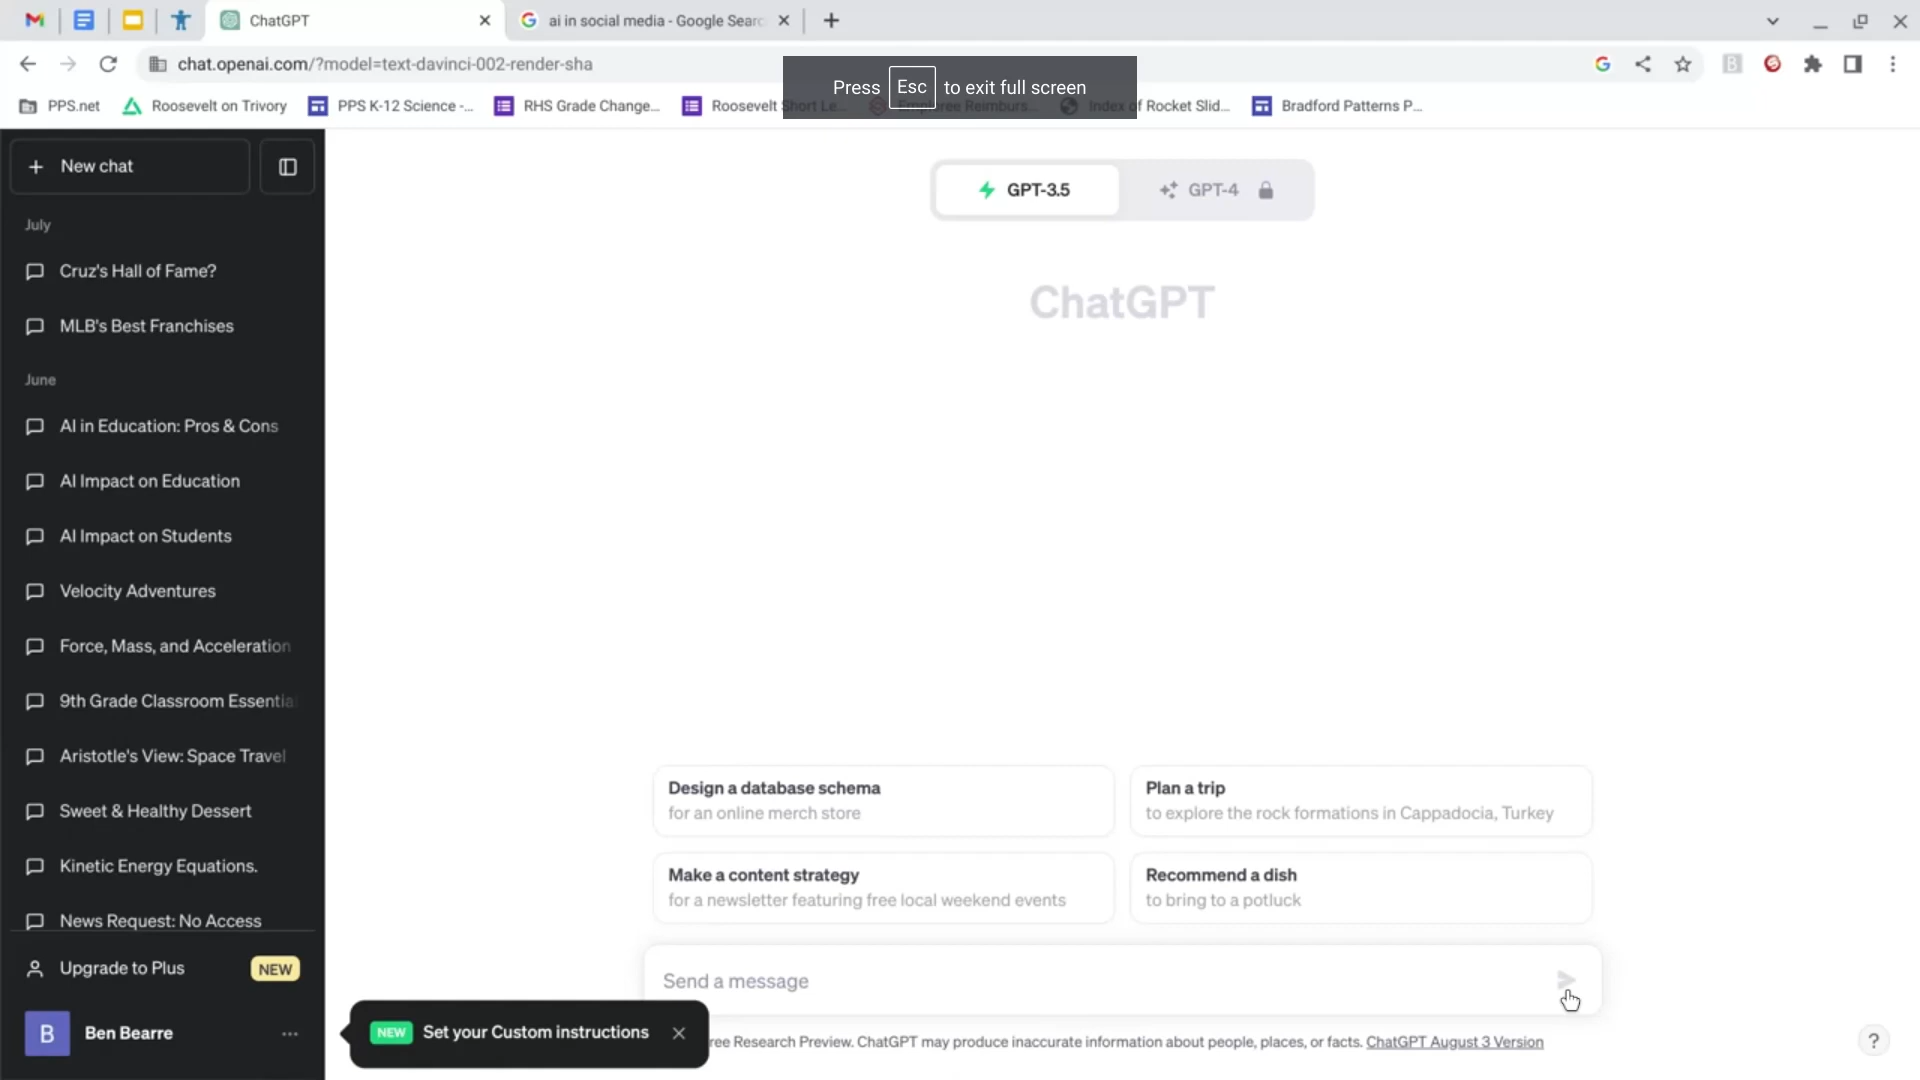 ChatGPT
ai in social media - Google Searc
chat.openai.com/?model=text-davinci-002-render-sha
Press Esc to exit full screen
PPS.net
Roosevelt on Trivory
PPS K-12 Science -...
RHS Grade Change...
Roosevelt Short Le...
Employee Reimburs...
Index of Rocket Slid...
Bradford Patterns P...
New chat
July
Cruz's Hall of Fame?
MLB's Best Franchises
June
AI in Education: Pros & Cons
AI Impact on Education
AI Impact on Students
Velocity Adventures
Force, Mass, and Acceleration
9th Grade Classroom Essentia
Aristotle's View: Space Travel
Sweet & Healthy Dessert
Kinetic Energy Equations.
News Request: No Access
Upgrade to Plus NEW
B Ben Bearre
GPT-3.5
GPT-4
ChatGPT
Design a database schema
for an online merch store
Plan a trip
to explore the rock formations in Cappadocia, Turkey
Make a content strategy
for a newsletter featuring free local weekend events
Recommend a dish
to bring to a potluck
Send a message
NEW Set your Custom instructions
ree Research Preview. ChatGPT may produce inaccurate information about people, places, or facts. ChatGPT August 3 Version
?